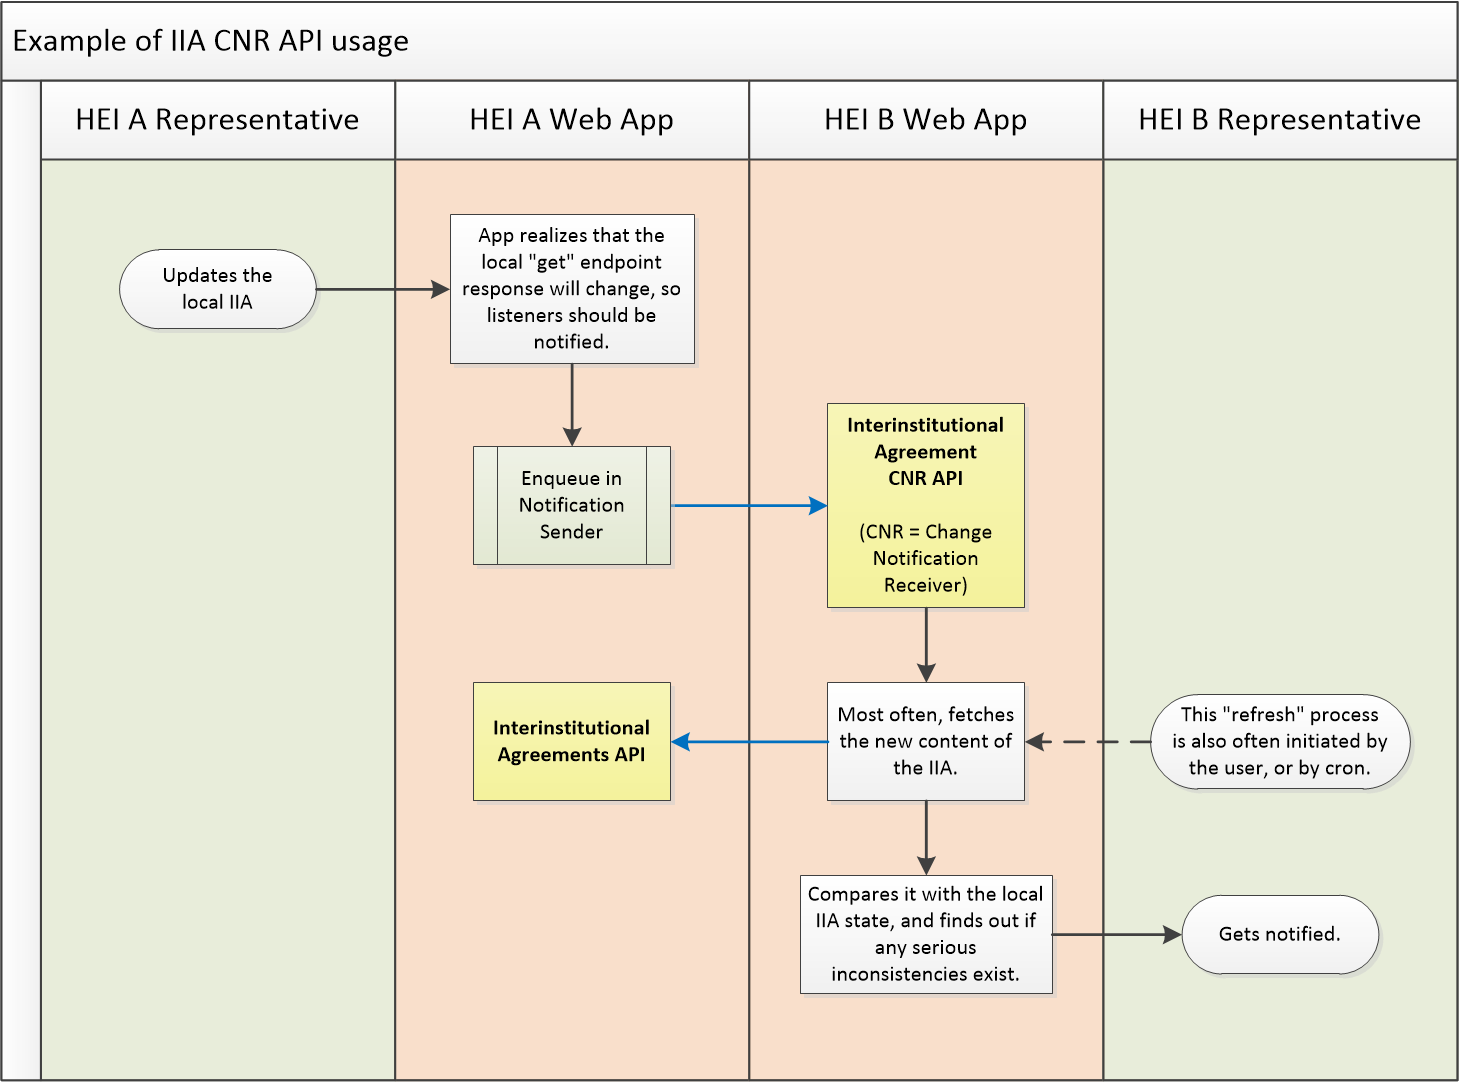 Example of IIA CNR API usage
HEI A Representative
HEI A Web App
HEI B Web App
HEI B Representative
Updates the
local IIA
App realizes that the
local "get" endpoint
response will change, so
listeners should be
notified.
Enqueue in
Notification
Sender
Interinstitutional
Agreement
CNR API
(CNR = Change
Notification
Receiver)
Interinstitutional
Agreements API
Most often, fetches
the new content of
the IIA.
This "refresh" process
is also often initiated by
the user, or by cron.
Compares it with the local
IIA state, and finds out if
any serious
inconsistencies exist.
Gets notified.